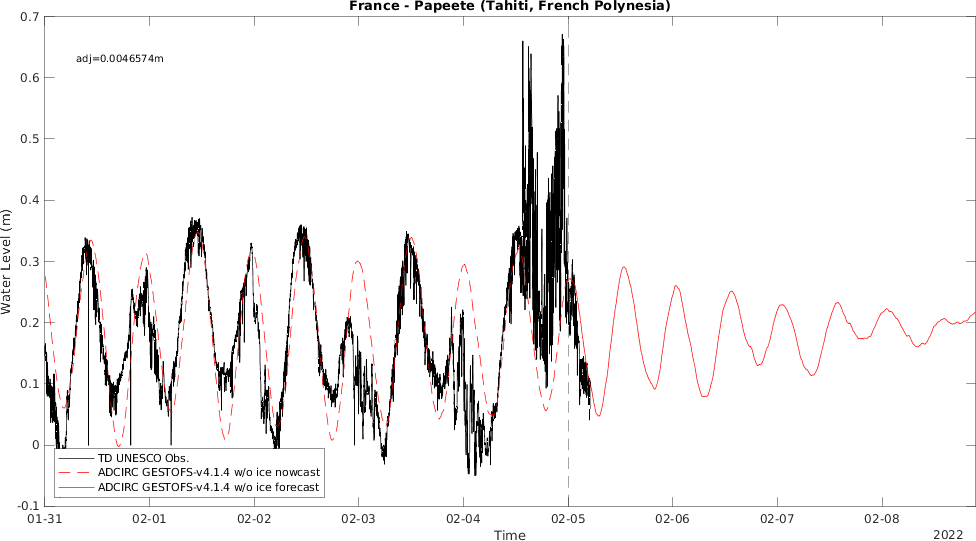 France - Papeete (Tahiti, French Polynesia)
0.7
adj=0.0046574m
0.6
0.5
0.4
0.3
0.2
0.1
0
-0.1
Water Level (m)
TD UNESCO Obs.
ADCIRC GESTOFS-v4.1.4 w/o ice nowcast
ADCIRC GESTOFS-v4.1.4 w/o ice forecast
01-31 02-01 02-02 02-03 02-04 02-05 02-06 02-07 02-08
Time
2022